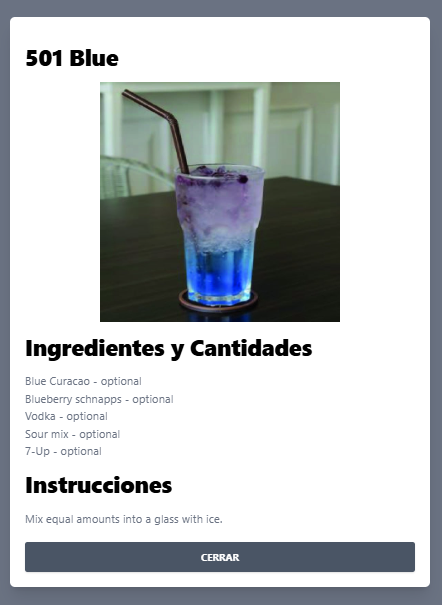 501 Blue
Ingredientes y Cantidades
Blue Curacao - optional
Blueberry schnapps - optional
Vodka - optional
Sour mix - optional
7-Up - optional
Instrucciones
Mix equal amounts into a glass with ice.
CERRAR